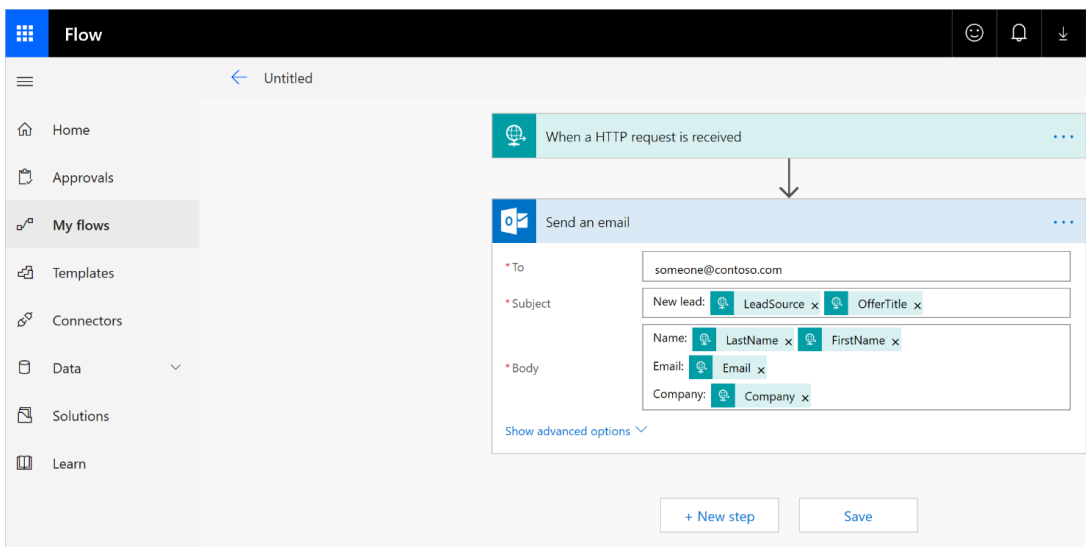 Flow
Untitled
Home
Approvals
My flows
Templates
Connectors
Data
Solutions
Learn
When a HTTP request is received
Send an email
*To someone@contoso.com
*Subject New lead: LeadSource x OfferTitle x
*Body
Name: LastName x FirstName x
Email: Email x
Company: Company x
Show advanced options
+ New step Save